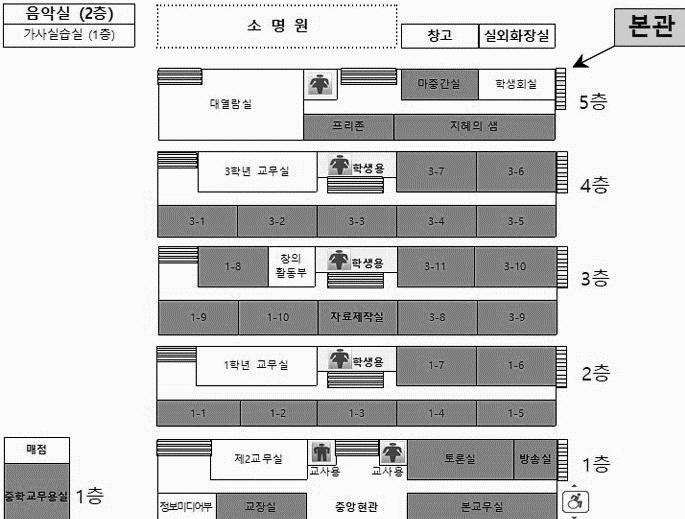 음악실 (2층)
가사실습실 (1층)
소 명 원
창고
실외화장실
본관
대열람실
마중간실
학생회실
프리존
지혜의 샘
5층
3학년 교무실
학생용
3-7
3-6
4층
3-1
3-2
3-3
3-4
3-5
1-8
창의
활동부
학생용
3-11
3-10
3층
1-9
1-10
자료제작실
3-8
3-9
1학년 교무실
학생용
1-7
1-6
2층
1-1
1-2
1-3
1-4
1-5
매점
중학교무용실
1층
제2교무실
교사용
교사용
토론실
방송실
1층
정보미디어부
교장실
중앙현관
본교무실